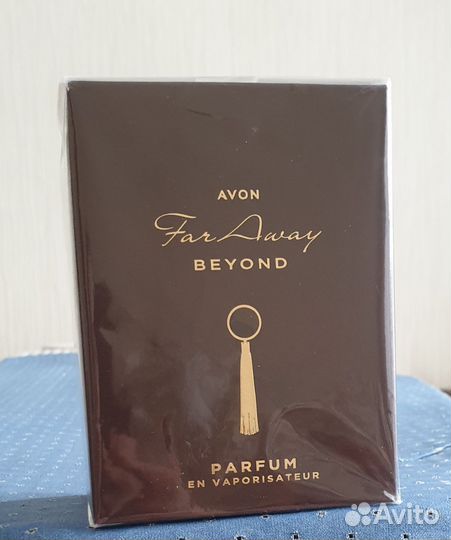 AVON
Far Away
BEYOND
PARFUM
EN VAPORISATEUR
Avito